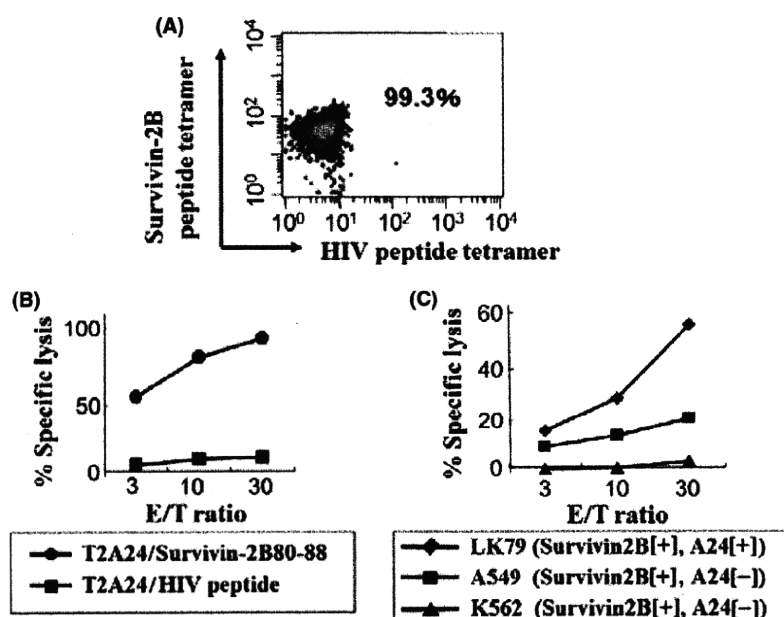 (A)
Survivin-2B
peptide tetramer
10⁴
10²
10⁰
99.3%
10⁰ 10¹ 10² 10³ 10⁴
HIV peptide tetramer
(B)
% Specific lysis
100
50
0
3 10 30
E/T ratio
T2A24/Survivin-2B80-88
T2A24/HIV peptide
(C)
% Specific lysis
60
40
20
0
3 10 30
E/T ratio
LK79 (Survivin2B[+], A24[+])
A549 (Survivin2B[+], A24[−])
K562 (Survivin2B[+], A24[−])